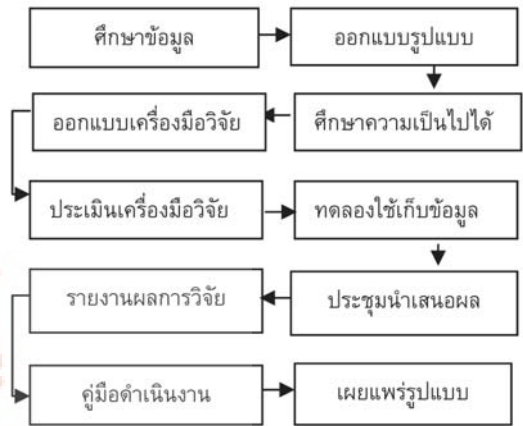 ศึกษาข้อมูล
ออกแบบรูปแบบ
ศึกษาความเป็นไปได้
ออกแบบเครื่องมือวิจัย
ประเมินเครื่องมือวิจัย
ทดลองใช้เก็บข้อมูล
ประชุมนำเสนอผล
รายงานผลการวิจัย
คู่มือดำเนินงาน
เผยแพร่รูปแบบ